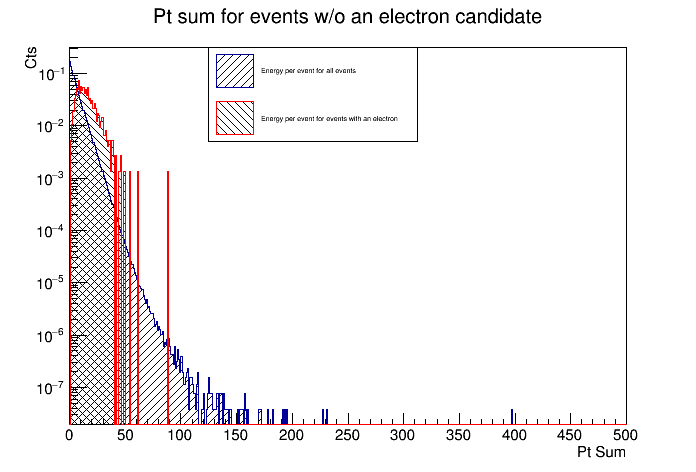 Pt sum for events w/o an electron candidate
Cts
Energy per event for all events
Energy per event for events with an electron
10⁻¹
10⁻²
10⁻³
10⁻⁴
10⁻⁵
10⁻⁶
10⁻⁷
0 50 100 150 200 250 300 350 400 450 500
Pt Sum